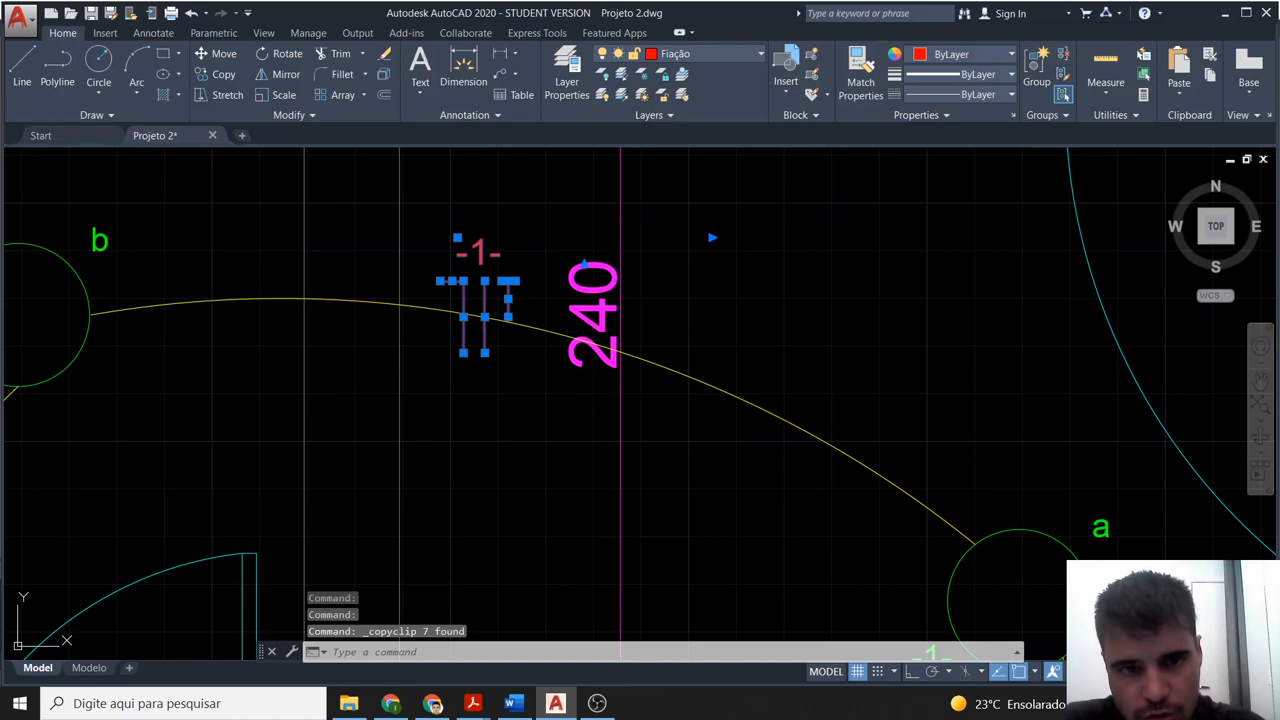 Autodesk AutoCAD 2020 - STUDENT VERSION Projeto 2.dwg
Type a keyword or phrase
Sign In
Home Insert Annotate Parametric View Manage Output Add-ins Collaborate Express Tools Featured Apps
Line
Polyline
Circle
Arc
Move
Copy
Stretch
Rotate
Mirror
Scale
Trim
Fillet
Array
Text
Dimension
Table
Layer Properties
Fiação
Insert
Match Properties
ByLayer
ByLayer
ByLayer
Group
Measure
Paste
Base
Draw
Modify
Annotation
Layers
Block
Properties
Groups
Utilities
Clipboard
View
Start
Projeto 2*
N
W
TOP
E
S
WCS
b
-1-
240
a
-1-
Y
X
Command:
Command:
Command: _copyclip 7 found
Type a command
Model
Modelo
MODEL
Digite aqui para pesquisar
23°C Ensolarado